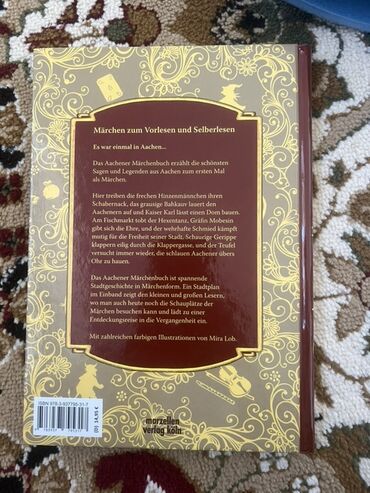 Märchen zum Vorlesen und Selberlesen
Es war einmal in Aachen...
Das Aachener Märchenbuch erzählt die schönsten
Sagen und Legenden aus Aachen zum ersten Mal
als Märchen.
Hier treiben die frechen Hinzenmännchen ihren
Schabernack, das grausige Bahkauv lauert den
Aachenern auf und Kaiser Karl lässt einen Dom bauen.
Am Fischmarkt tobt der Hexentanz, Gräfin Mobesin
gibt sich die Ehre, und der wehrhafte Schmied kämpft
mutig für die Freiheit seiner Stadt. Schaurige Gerippe
klappern eilig durch die Klappergasse, und der Teufel
versucht immer wieder, die schlauen Aachener übers
Ohr zu hauen.
Das Aachener Märchenbuch ist spannende
Stadtgeschichte in Märchenform. Ein Stadtplan
im Einband zeigt den kleinen und großen Lesern,
wo man auch heute noch die Schauplätze der
Märchen besuchen kann und lädt zu einer
Entdeckungsreise in die Vergangenheit ein.
Mit zahlreichen farbigen Illustrationen von Mira Lob.
ISBN 978-3-937795-31-7
(D) 14,95 €
marzellen
verlag köln